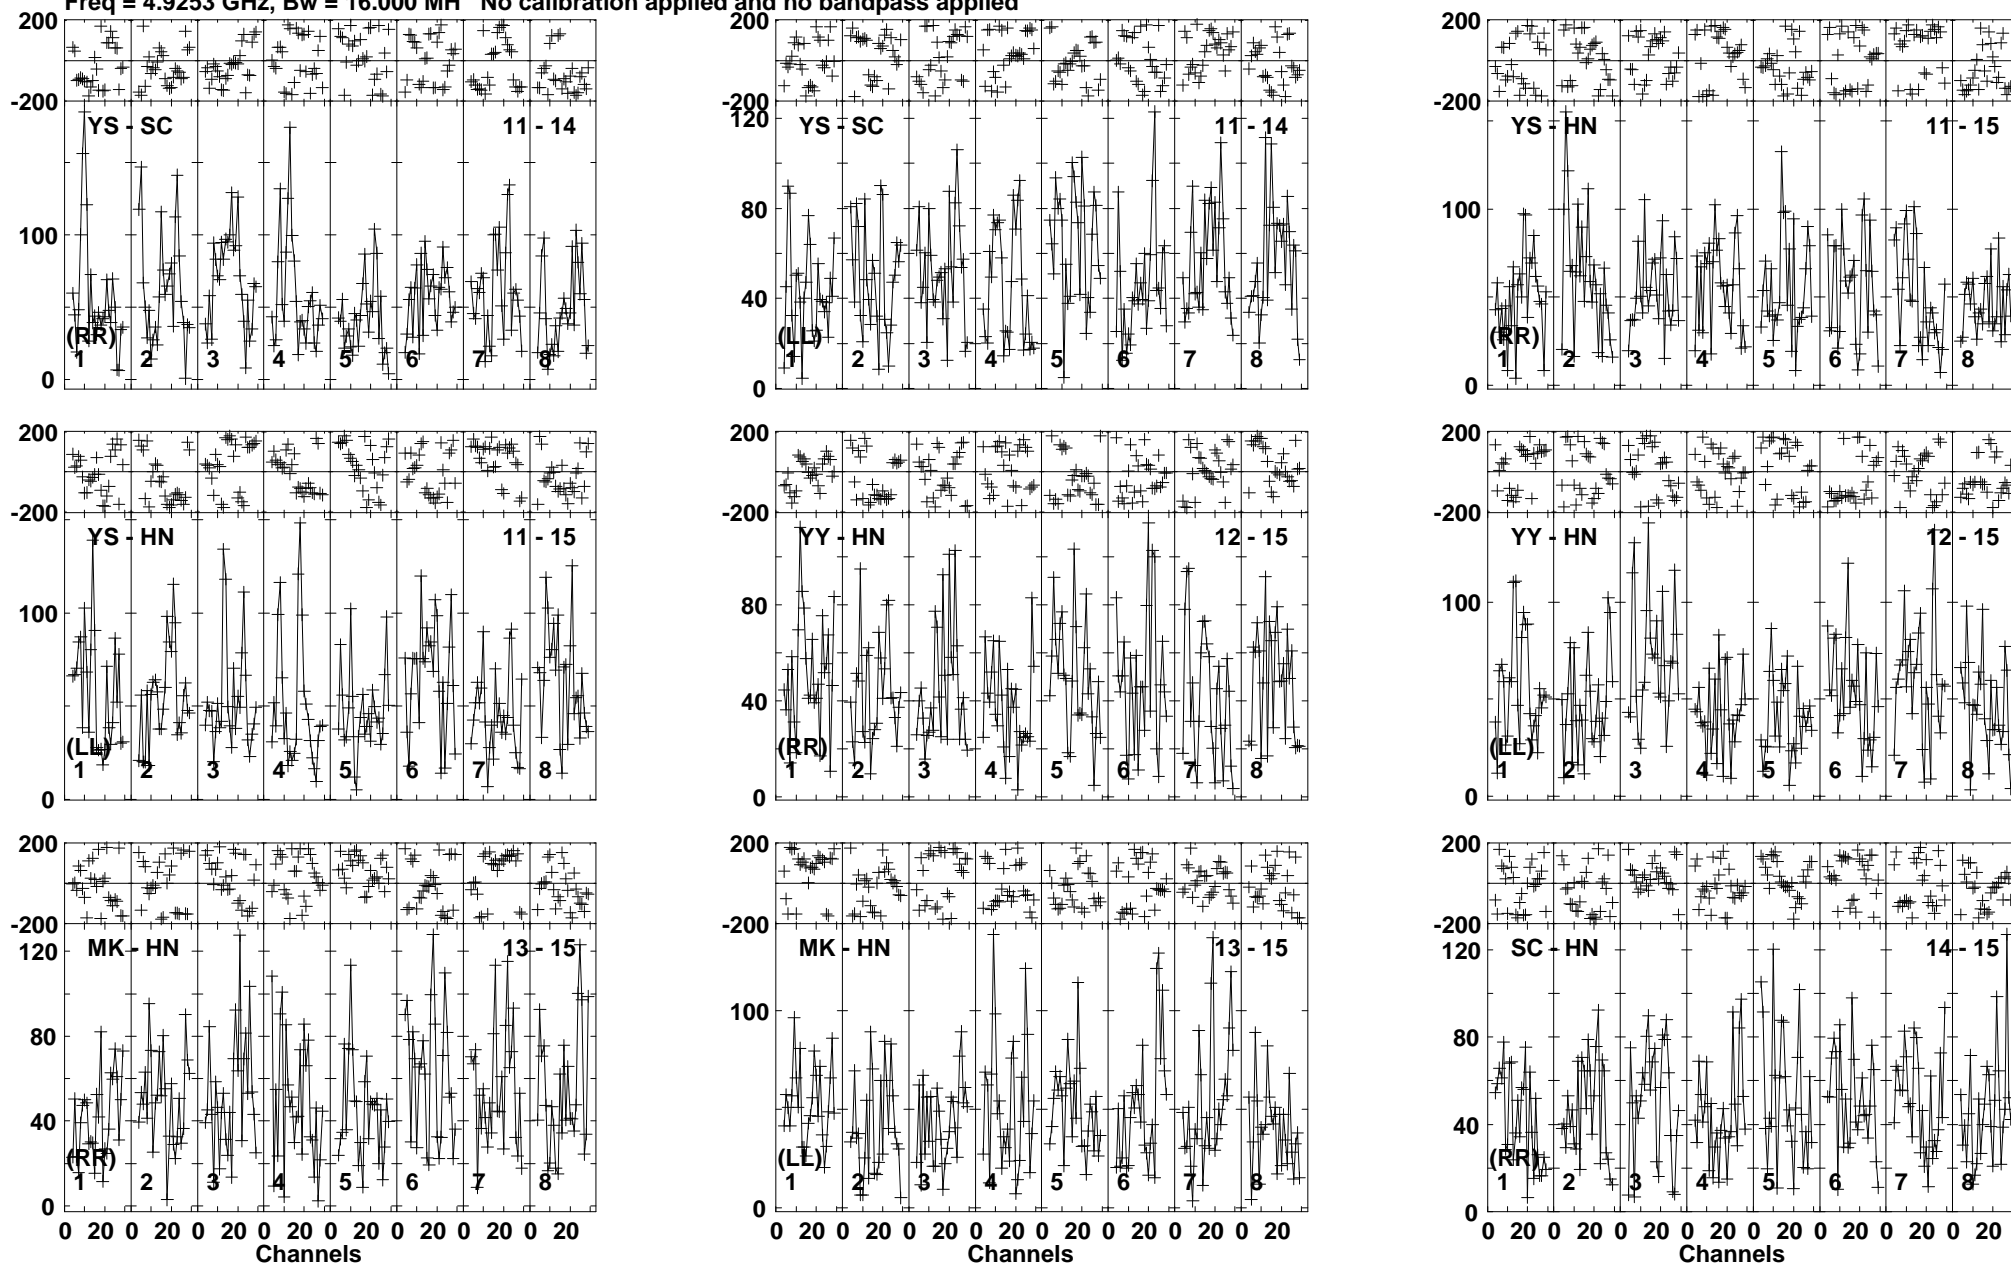 Freq = 4.9253 GHz, Bw = 16.000 MH No calibration applied and no bandpass applied
200 200 200
-200 -200 -200
YS - SC 11 - 14 120 YS - SC 11 - 14 YS - HN 11 - 15
100 80 100
40
(RR) (LL) (RR)
1 2 3 4 5 6 7 8 1 2 3 4 5 6 7 8 1 2 3 4 5 6 7 8
0 0 0
200 200 200
-200 -200 -200
YS - HN 11 - 15 YY - HN 12 - 15 YY - HN 12 - 15
100 80 100
40
(LL) (RR) (LL)
1 2 3 4 5 6 7 8 1 2 3 4 5 6 7 8 1 2 3 4 5 6 7 8
0 0 0
200 200 200
-200 -200 -200
120 MK - HN 13 - 15 MK - HN 13 - 15 120 SC - HN 14 - 15
80 100 80
40 40
(RR) (LL) (RR)
1 2 3 4 5 6 7 8 1 2 3 4 5 6 7 8 1 2 3 4 5 6 7 8
0 0 0
0 20 0 20 0 20 0 20 0 20 0 20 0 20 0 20 0 20 0 20 0 20 0 20 0 20 0 20 0 20 0 20 0 20 0 20 0 20 0 20 0 20 0 20 0 20 0 20
Channels Channels Channels